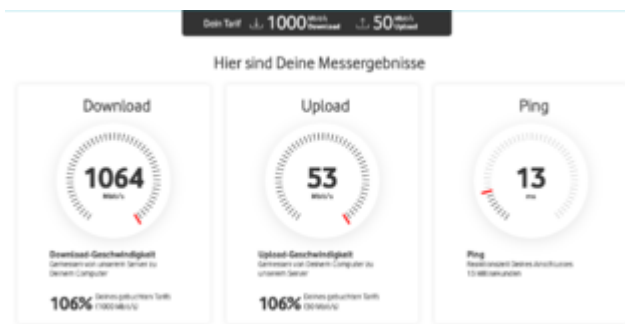 Dein Tarif 1000 Mbit/s Download 50 Mbit/s Upload
Hier sind Deine Messergebnisse
Download
1064
Mbit/s
Download-Geschwindigkeit
Gemessen von unserem Server zu
Deinem Computer
106% Deines gebuchten Tarifs
(1000 Mbit/s)
Upload
53
Mbit/s
Upload-Geschwindigkeit
Gemessen von Deinem Computer zu
unserem Server
106% Deines gebuchten Tarifs
(50 Mbit/s)
Ping
13
ms
Ping
Reaktionszeit Deines Anschlusses
13 Millisekunden